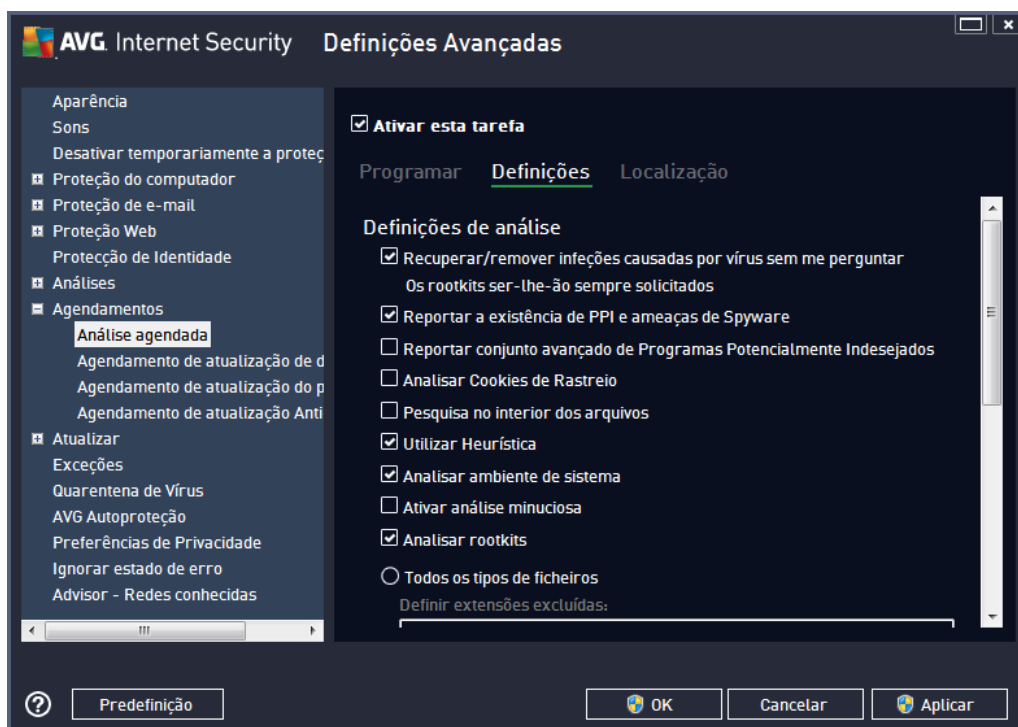 AVG. Internet Security Definições Avançadas
Aparência
Sons
Desativar temporariamente a proteç
Proteção do computador
Proteção de e-mail
Proteção Web
Protecção de Identidade
Análises
Agendamentos
Análise agendada
Agendamento de atualização de d
Agendamento de atualização do p
Agendamento de atualização Anti
Atualizar
Exceções
Quarentena de Vírus
AVG Autoproteção
Preferências de Privacidade
Ignorar estado de erro
Advisor - Redes conhecidas
Ativar esta tarefa
Programar Definições Localização
Definições de análise
Recuperar/remover infeções causadas por vírus sem me perguntar
Os rootkits ser-lhe-ão sempre solicitados
Reportar a existência de PPI e ameaças de Spyware
Reportar conjunto avançado de Programas Potencialmente Indesejados
Analisar Cookies de Rastreio
Pesquisa no interior dos arquivos
Utilizar Heurística
Analisar ambiente de sistema
Ativar análise minuciosa
Analisar rootkits
Todos os tipos de ficheiros
Definir extensões excluídas:
Predefinição OK Cancelar Aplicar